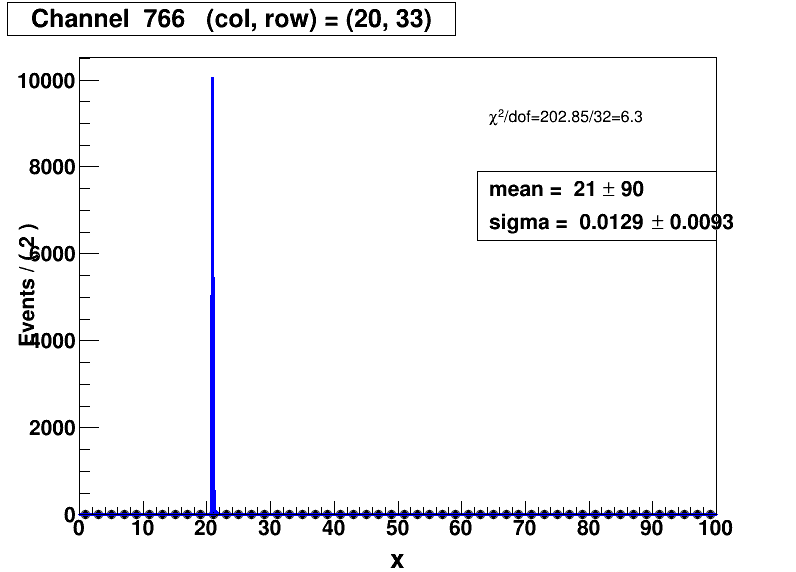 Channel  766   (col, row) = (20, 33)
χ²/dof=202.85/32=6.3
mean =  21 ± 90
sigma =  0.0129 ± 0.0093
Events / ( 2 )
10000
8000
6000
4000
2000
0
0 10 20 30 40 50 60 70 80 90 100
x